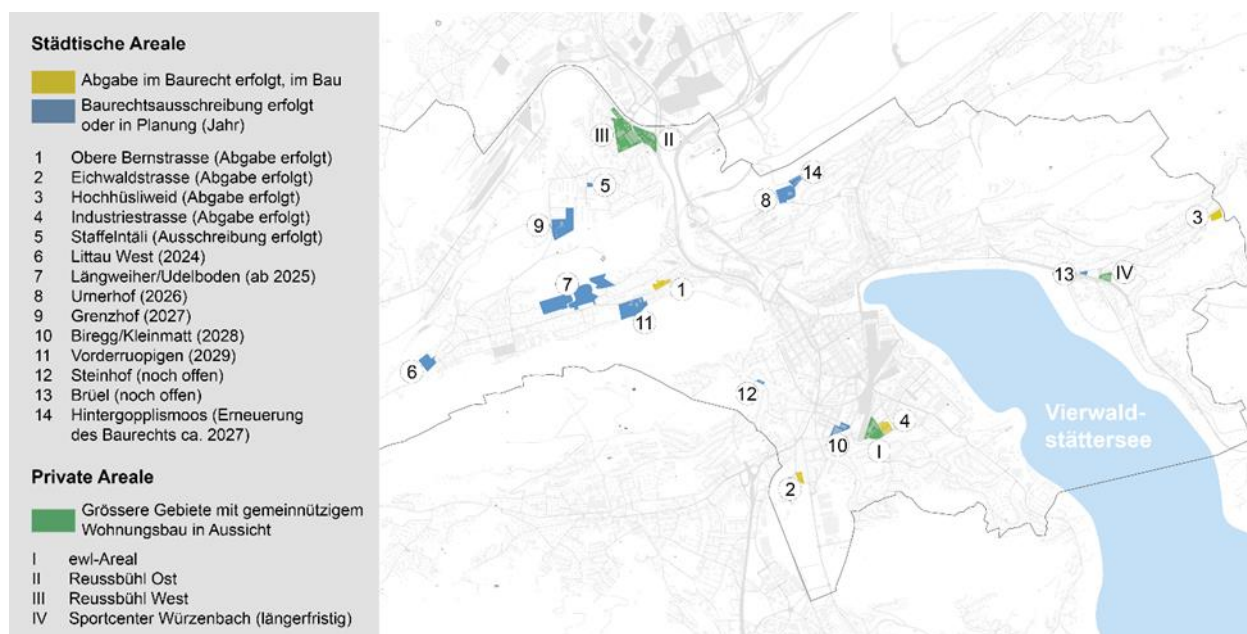 Städtische Areale
Abgabe im Baurecht erfolgt, im Bau
Baurechtsausschreibung erfolgt
oder in Planung (Jahr)
1 Obere Bernstrasse (Abgabe erfolgt)
2 Eichwaldstrasse (Abgabe erfolgt)
3 Hochhüsliweid (Abgabe erfolgt)
4 Industriestrasse (Abgabe erfolgt)
5 Staffelntäli (Ausschreibung erfolgt)
6 Littau West (2024)
7 Längweiher/Udelboden (ab 2025)
8 Urnerhof (2026)
9 Grenzhof (2027)
10 Biregg/Kleinmatt (2028)
11 Vorderruopigen (2029)
12 Steinhof (noch offen)
13 Brüel (noch offen)
14 Hintergopplismoos (Erneuerung
des Baurechts ca. 2027)
Private Areale
Grössere Gebiete mit gemeinnützigem
Wohnungsbau in Aussicht
I ewl-Areal
II Reussbühl Ost
III Reussbühl West
IV Sportcenter Würzenbach (längerfristig)
III
II
5
14
8
9
3
13
IV
7
1
11
6
12
4
10
I
2
Vierwald-
stättersee